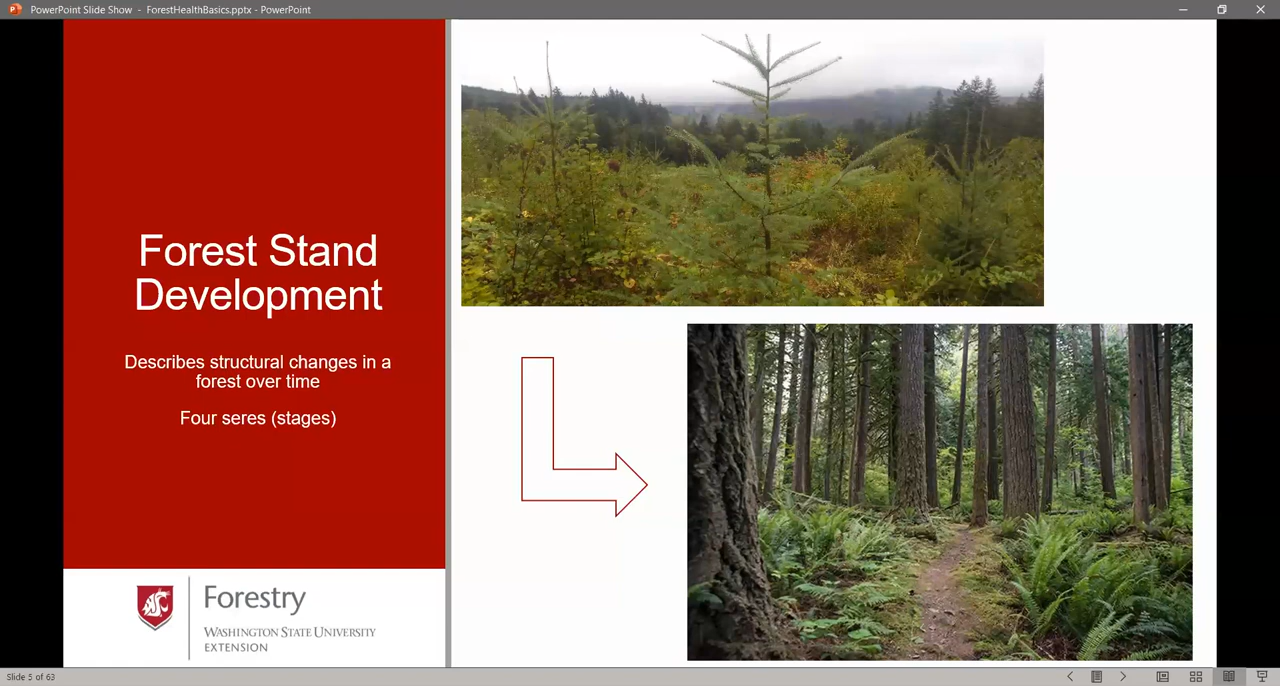 PowerPoint Slide Show - ForestHealthBasics.pptx - PowerPoint
Forest Stand
Development
Describes structural changes in a
forest over time
Four seres (stages)
Forestry
WASHINGTON STATE UNIVERSITY
EXTENSION
Slide 5 of 63